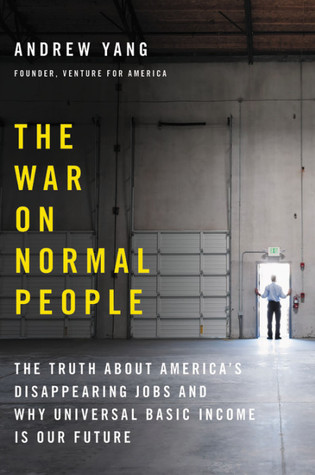 ANDREW YANG
FOUNDER, VENTURE FOR AMERICA
THE
WAR
ON
NORMAL
PEOPLE
THE TRUTH ABOUT AMERICA'S
DISAPPEARING JOBS AND
WHY UNIVERSAL BASIC INCOME
IS OUR FUTURE